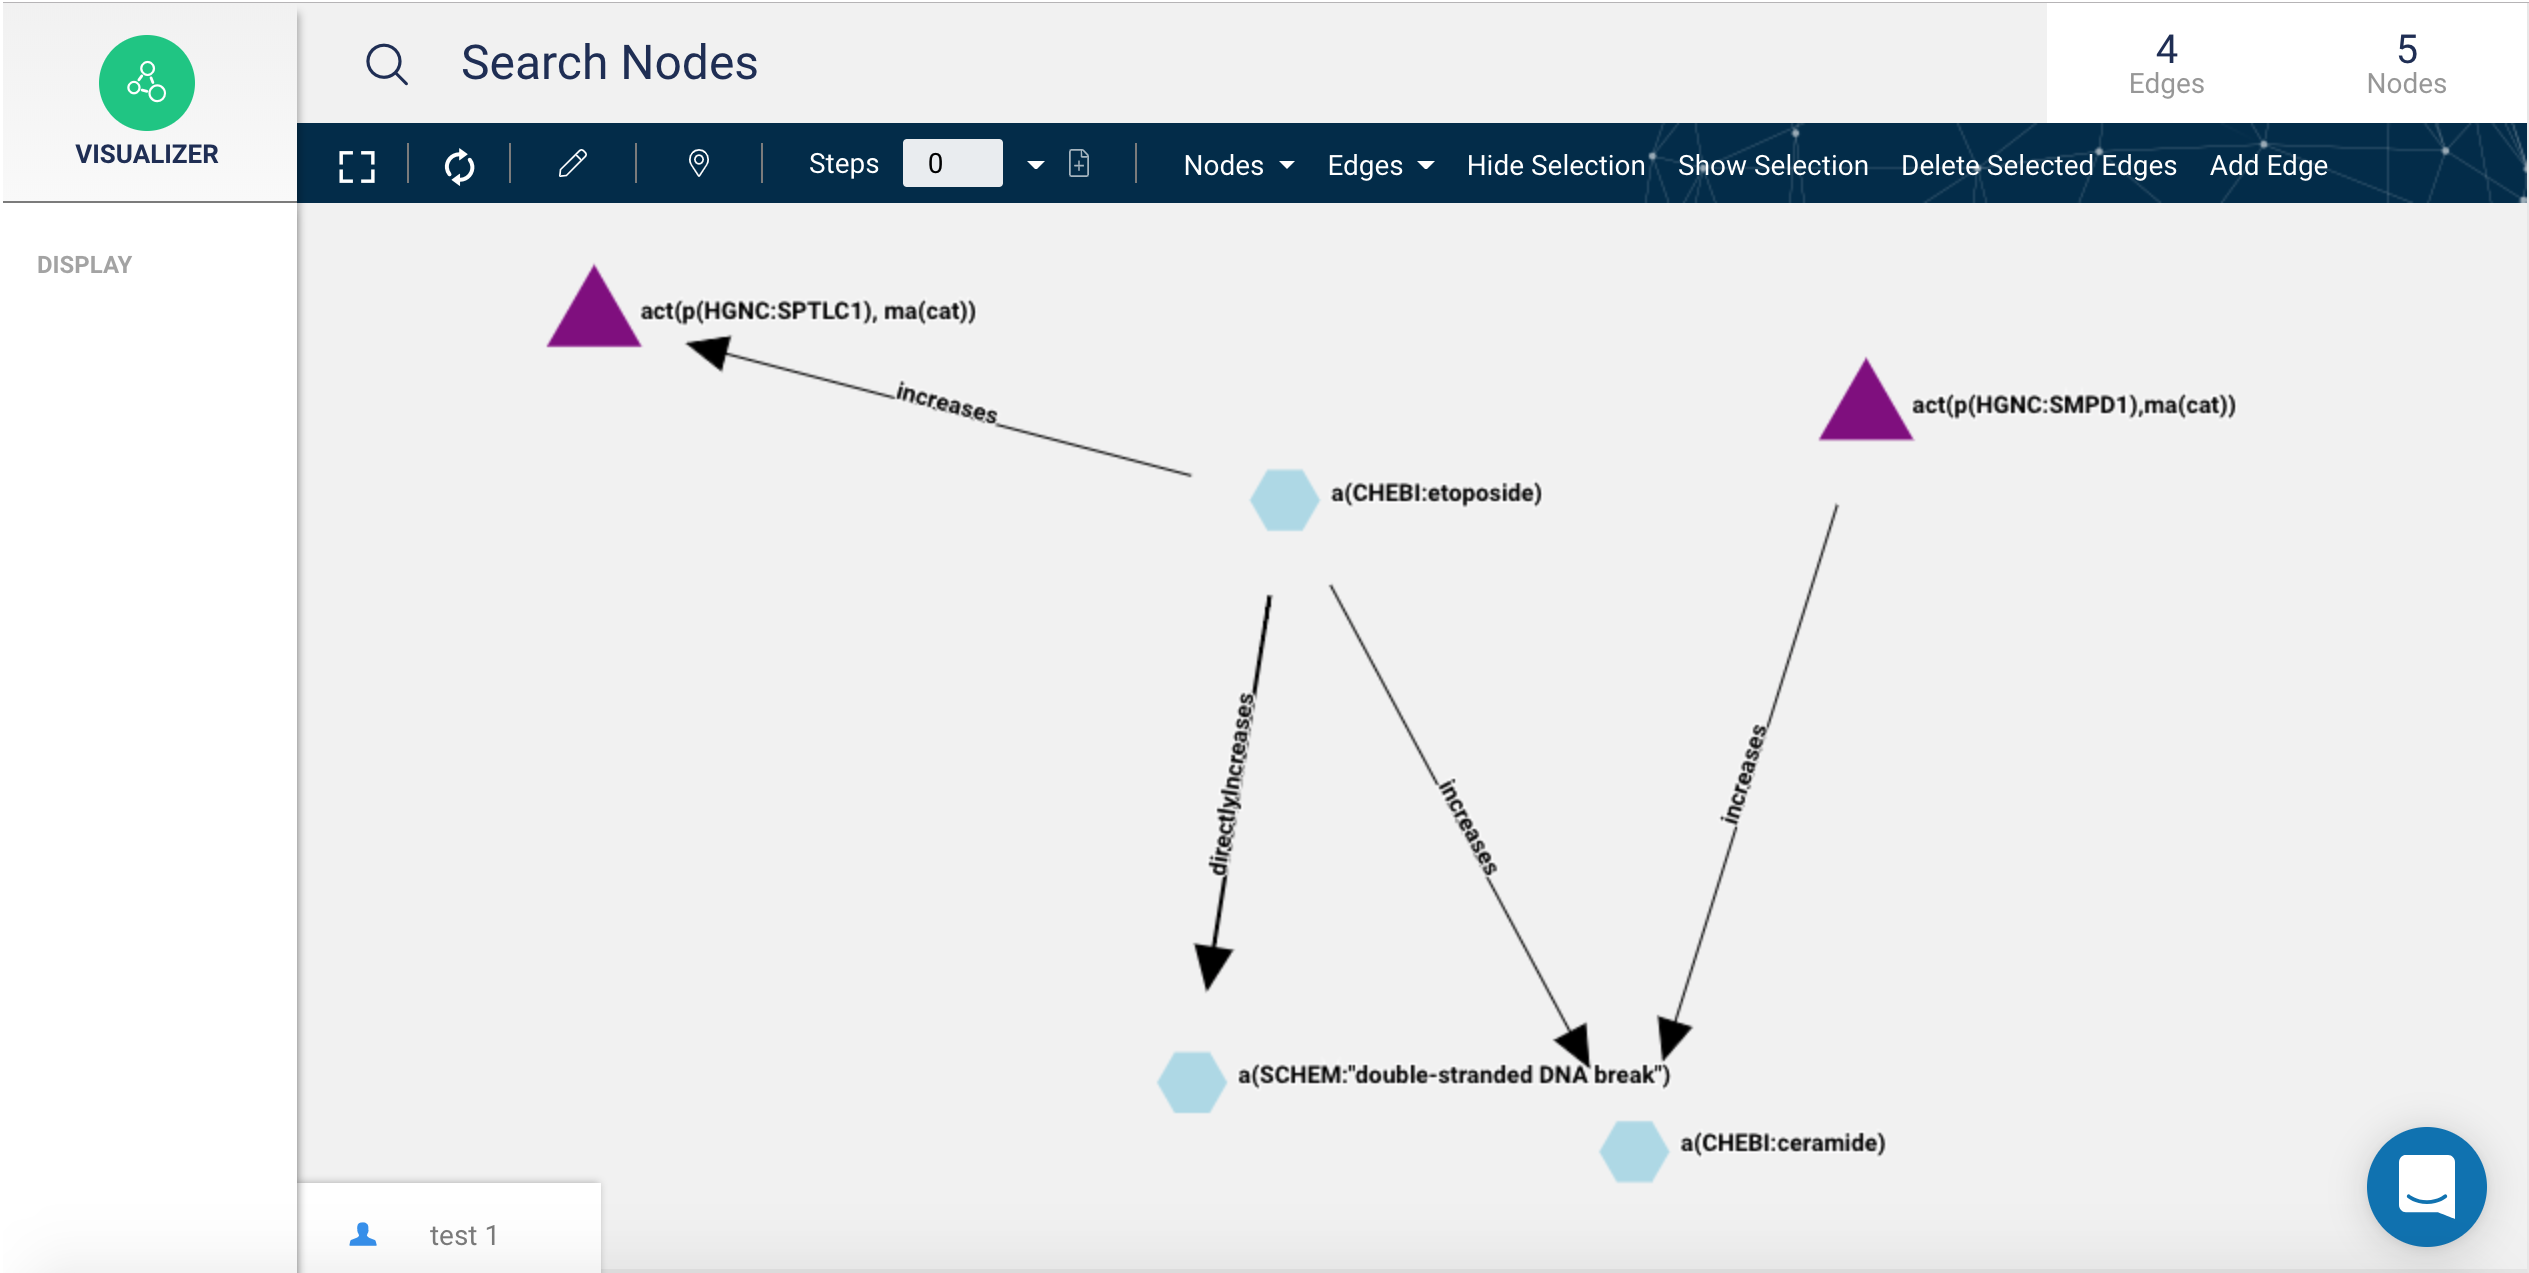 Search Nodes
4
Edges
5
Nodes
VISUALIZER
Steps 0 Nodes Edges Hide Selection Show Selection Delete Selected Edges Add Edge
DISPLAY
act(p(HGNC:SPTLC1), ma(cat))
increases
act(p(HGNC:SMPD1),ma(cat))
a(CHEBI:etoposide)
directlyIncreases
increases
increases
a(SCHEM:"double-stranded DNA break")
a(CHEBI:ceramide)
test 1